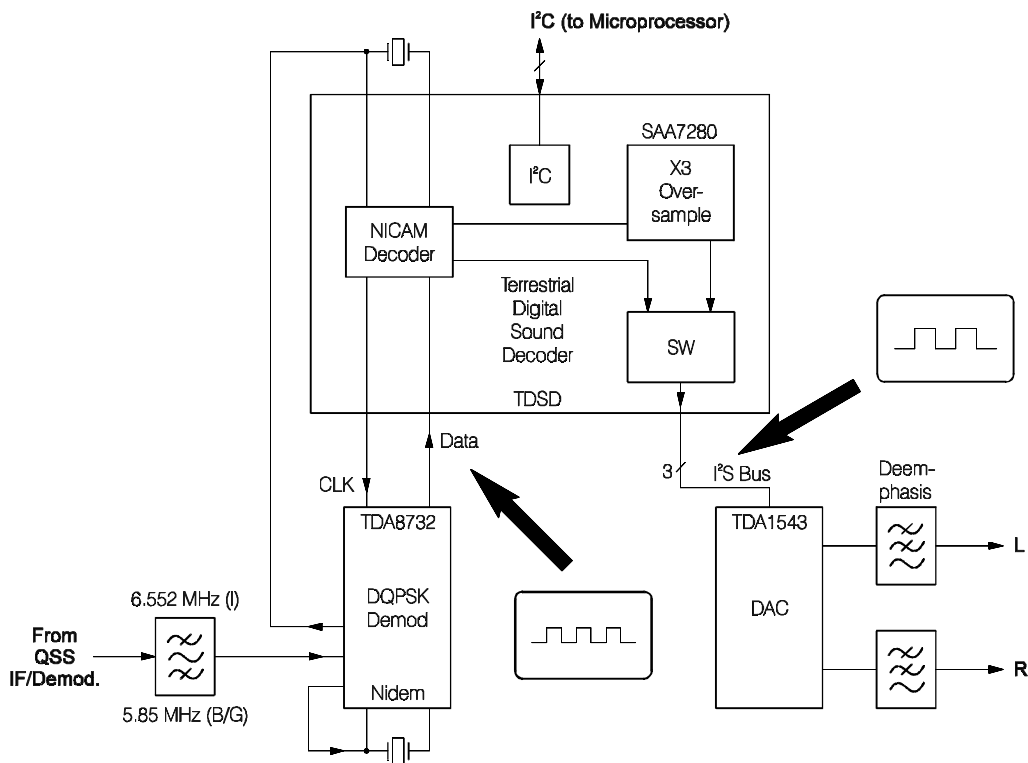 I²C (to Microprocessor)
SAA7280
I²C
X3
Over-
sample
NICAM
Decoder
Terrestrial
Digital
Sound
Decoder
SW
TDSD
Data
CLK
3
I²S Bus
Deem-
phasis
TDA8732
TDA1543
L
6.552 MHz (I)
DQPSK
Demod
DAC
From
QSS
IF/Demod.
R
Nidem
5.85 MHz (B/G)